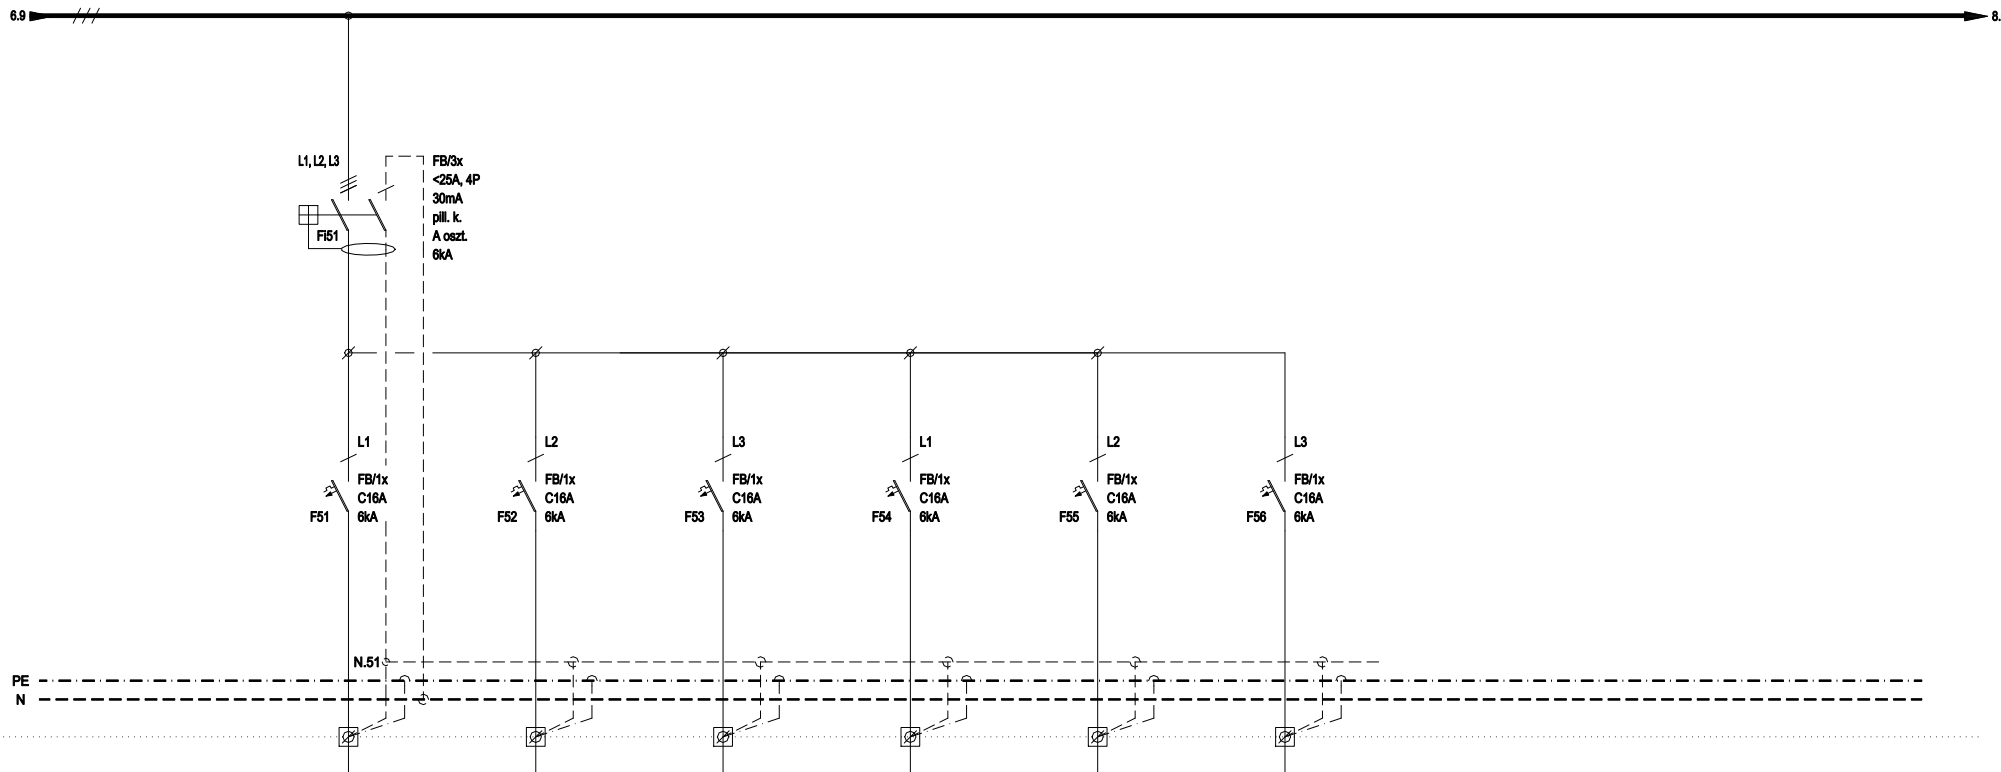 6.9
8.
L1, L2, L3
FB/3x
<25A, 4P
30mA
pill. k.
A oszt.
6kA
Fi51
L1
FB/1x
C16A
6kA
F51
L2
FB/1x
C16A
6kA
F52
L3
FB/1x
C16A
6kA
F53
L1
FB/1x
C16A
6kA
F54
L2
FB/1x
C16A
6kA
F55
L3
FB/1x
C16A
6kA
F56
N.51
PE
N